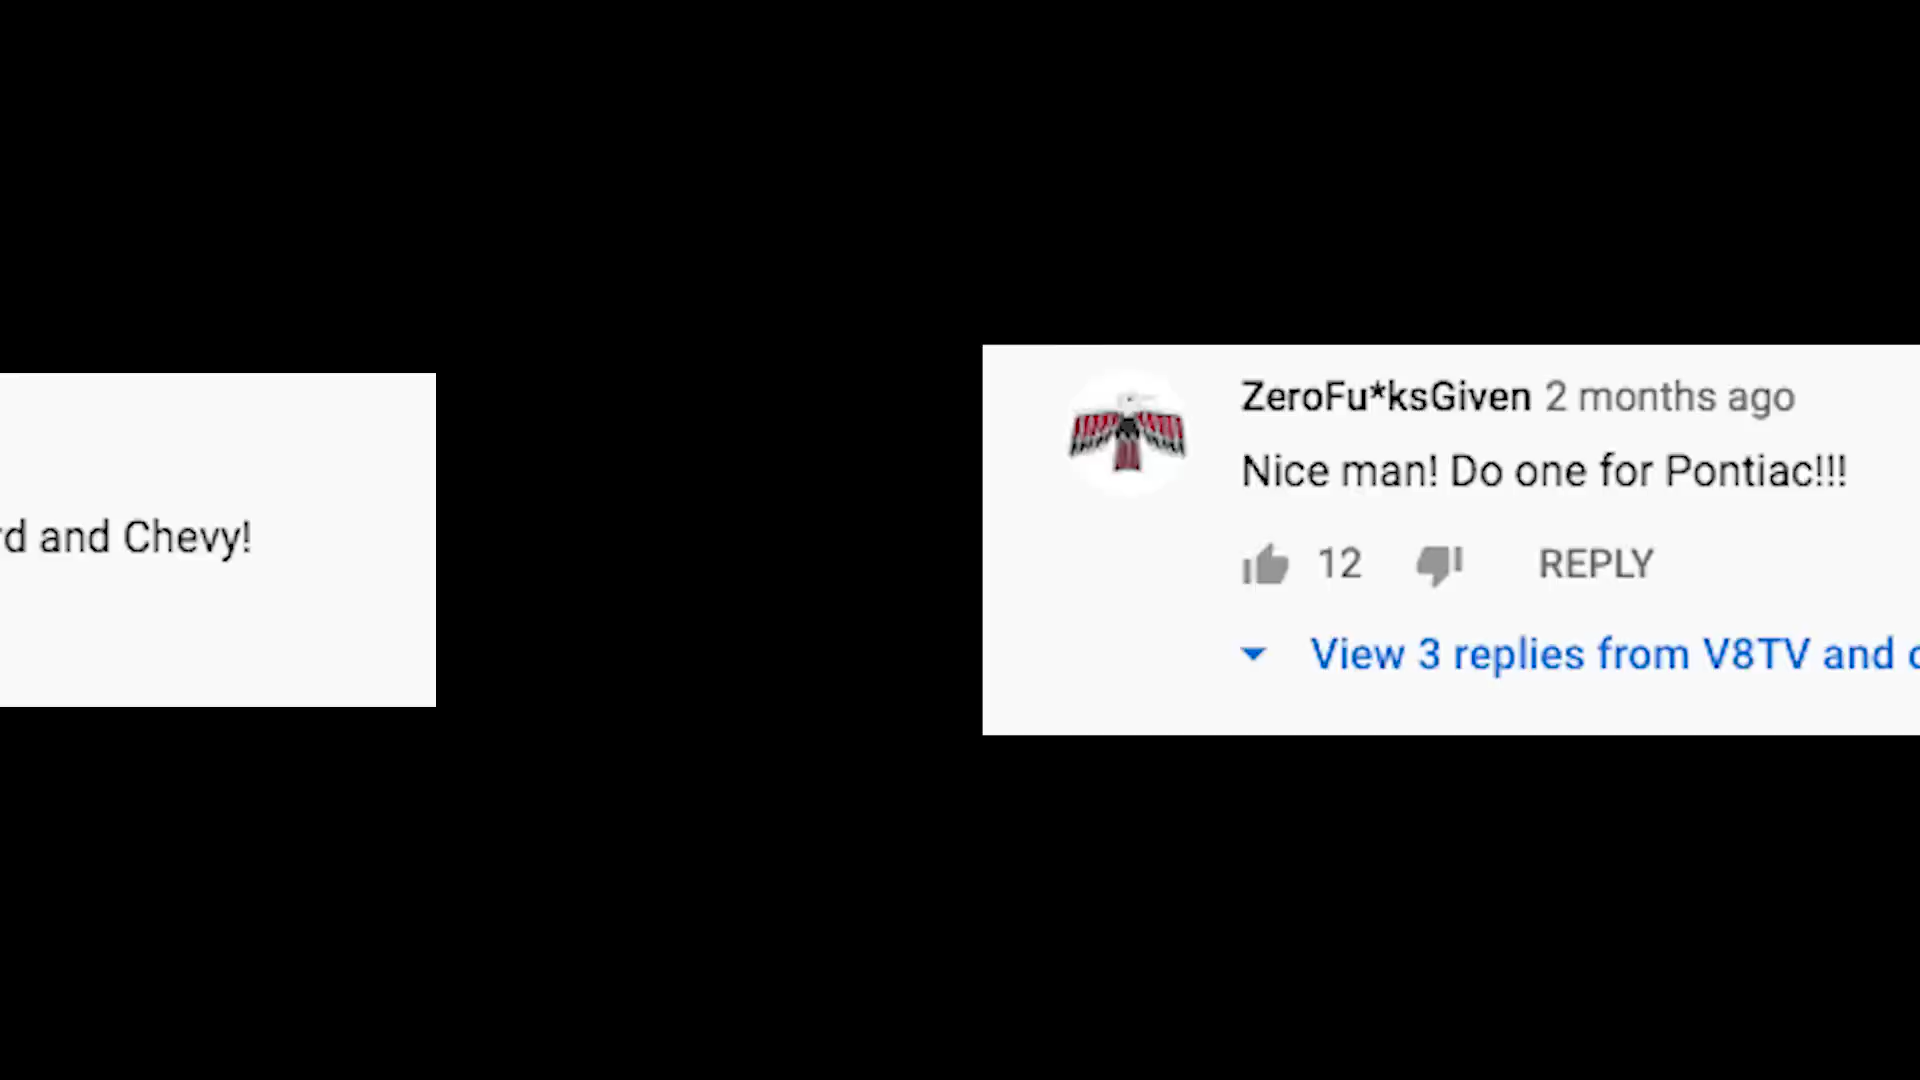 and Chevy!
ZeroFu*ksGiven 2 months ago
Nice man! Do one for Pontiac!!!
12 REPLY
View 3 replies from V8TV and